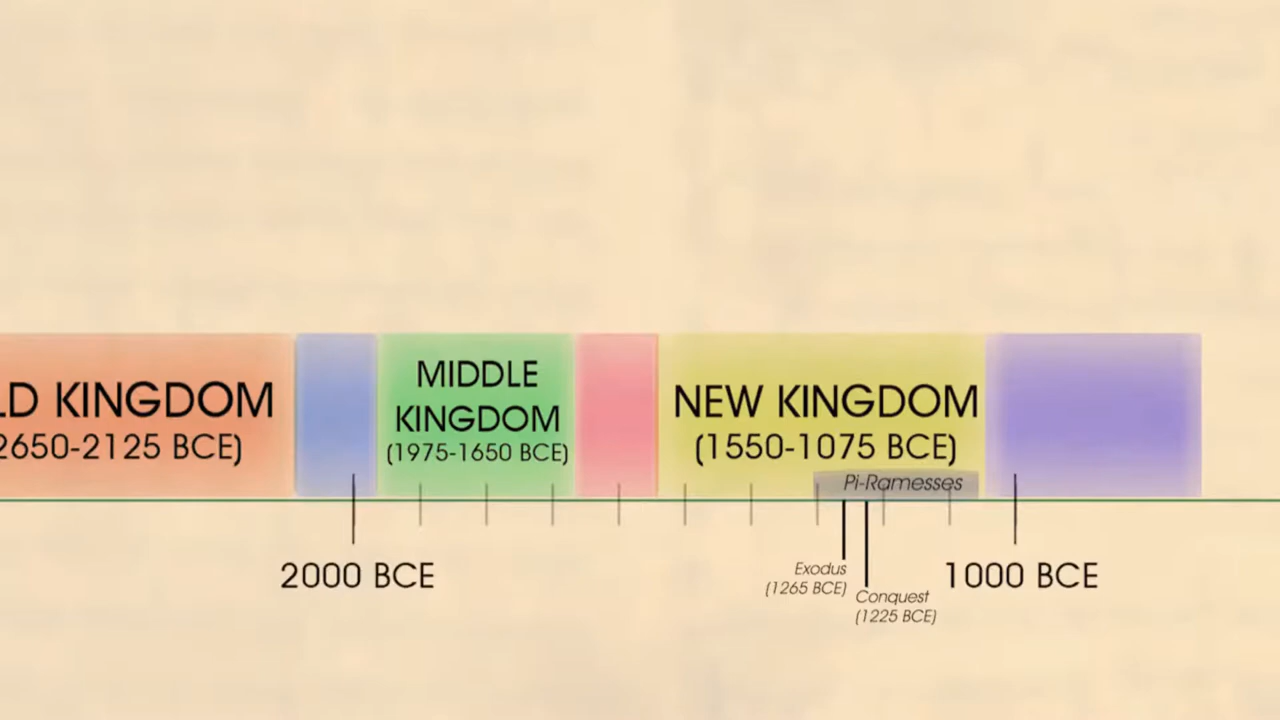 LD KINGDOM
2650-2125 BCE)
MIDDLE
KINGDOM
(1975-1650 BCE)
NEW KINGDOM
(1550-1075 BCE)
Pi-Ramesses
2000 BCE
Exodus
(1265 BCE)
Conquest
(1225 BCE)
1000 BCE